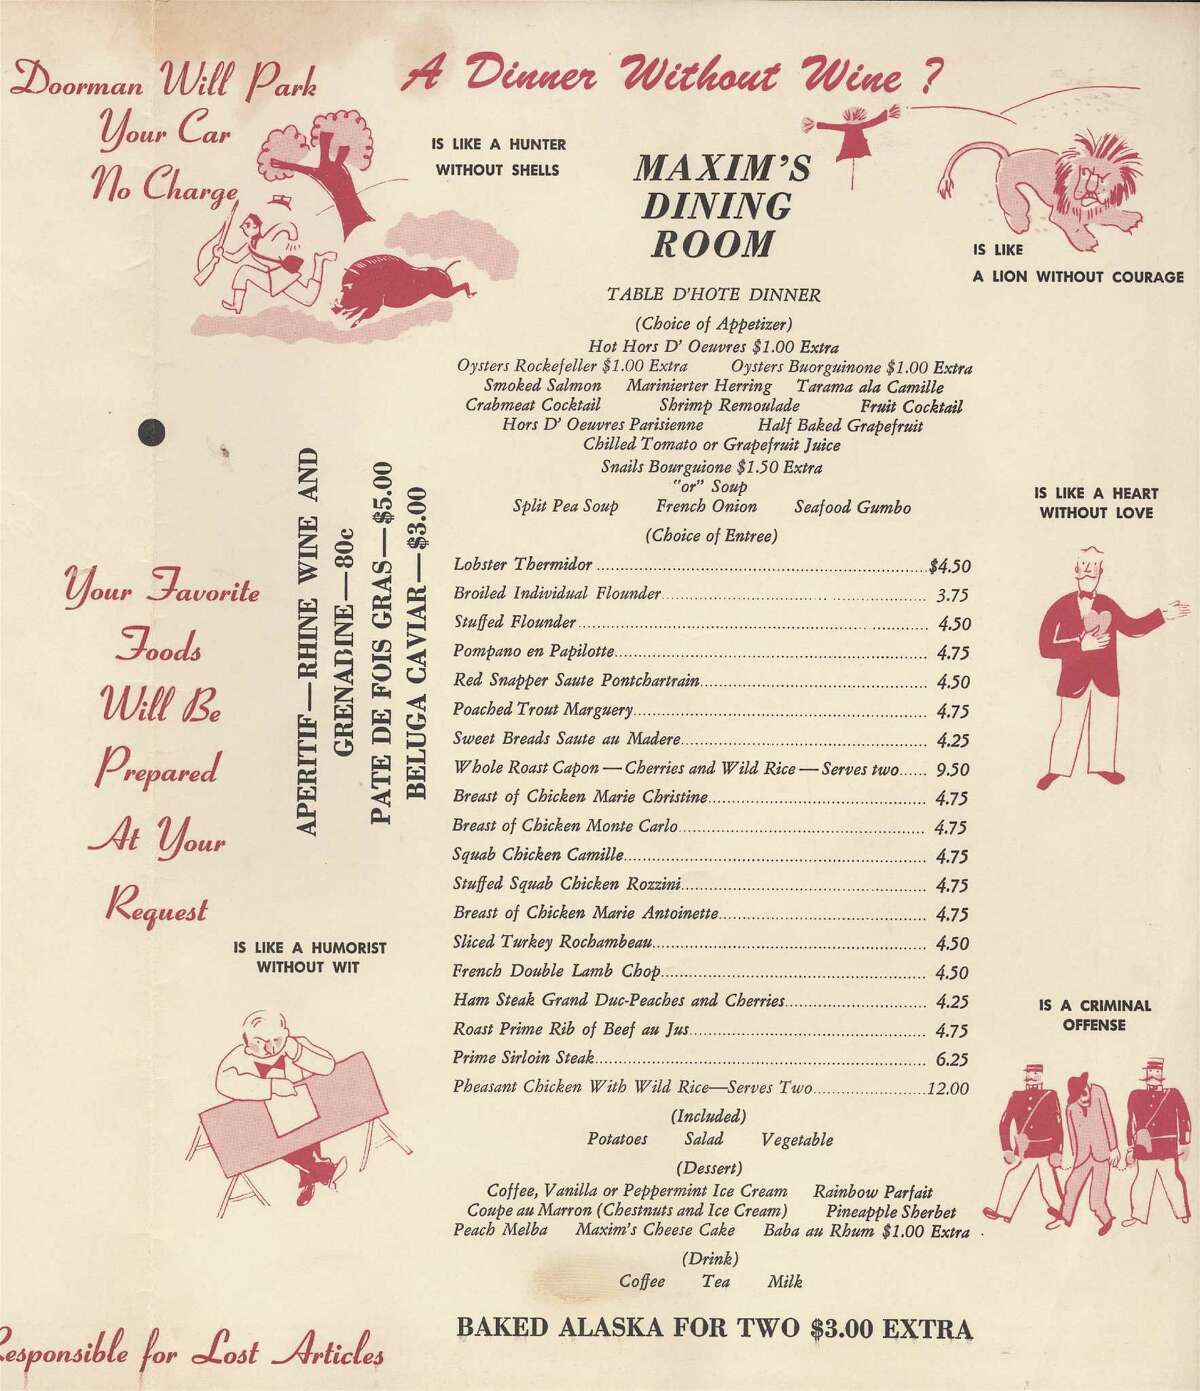 Doorman Will Park
Your Car
No Charge
A Dinner Without Wine ?
IS LIKE A HUNTER
WITHOUT SHELLS
MAXIM'S
DINING
ROOM
IS LIKE
A LION WITHOUT COURAGE
TABLE D'HOTE DINNER
(Choice of Appetizer)
Hot Hors D' Oeuvres $1.00 Extra
Oysters Rockefeller $1.00 Extra Oysters Buorguinone $1.00 Extra
Smoked Salmon Marinierter Herring Tarama ala Camille
Crabmeat Cocktail Shrimp Remoulade Fruit Cocktail
Hors D' Oeuvres Parisienne Half Baked Grapefruit
Chilled Tomato or Grapefruit Juice
Snails Bourguione $1.50 Extra
"or" Soup
Split Pea Soup French Onion Seafood Gumbo
(Choice of Entree)
Lobster Thermidor $4.50
Broiled Individual Flounder 3.75
Stuffed Flounder 4.50
Pompano en Papilotte 4.75
Red Snapper Saute Pontchartrain 4.50
Poached Trout Marguery 4.75
Sweet Breads Saute au Madere 4.25
Whole Roast Capon — Cherries and Wild Rice — Serves two 9.50
Breast of Chicken Marie Christine 4.75
Breast of Chicken Monte Carlo 4.75
Squab Chicken Camille 4.75
Stuffed Squab Chicken Rozzini 4.75
Breast of Chicken Marie Antoinette 4.75
Sliced Turkey Rochambeau 4.50
French Double Lamb Chop 4.50
Ham Steak Grand Duc-Peaches and Cherries 4.25
Roast Prime Rib of Beef au Jus 4.75
Prime Sirloin Steak 6.25
Pheasant Chicken With Wild Rice—Serves Two 12.00
(Included)
Potatoes Salad Vegetable
(Dessert)
Coffee, Vanilla or Peppermint Ice Cream Rainbow Parfait
Coupe au Marron (Chestnuts and Ice Cream) Pineapple Sherbet
Peach Melba Maxim's Cheese Cake Baba au Rhum $1.00 Extra
(Drink)
Coffee Tea Milk
BAKED ALASKA FOR TWO $3.00 EXTRA
APERITIF—RHINE WINE AND
GRENADINE—80c
PATE DE FOIS GRAS—$5.00
BELUGA CAVIAR—$3.00
Your Favorite
Foods
Will Be
Prepared
At Your
Request
IS LIKE A HUMORIST
WITHOUT WIT
IS LIKE A HEART
WITHOUT LOVE
IS A CRIMINAL
OFFENSE
Responsible for Lost Articles